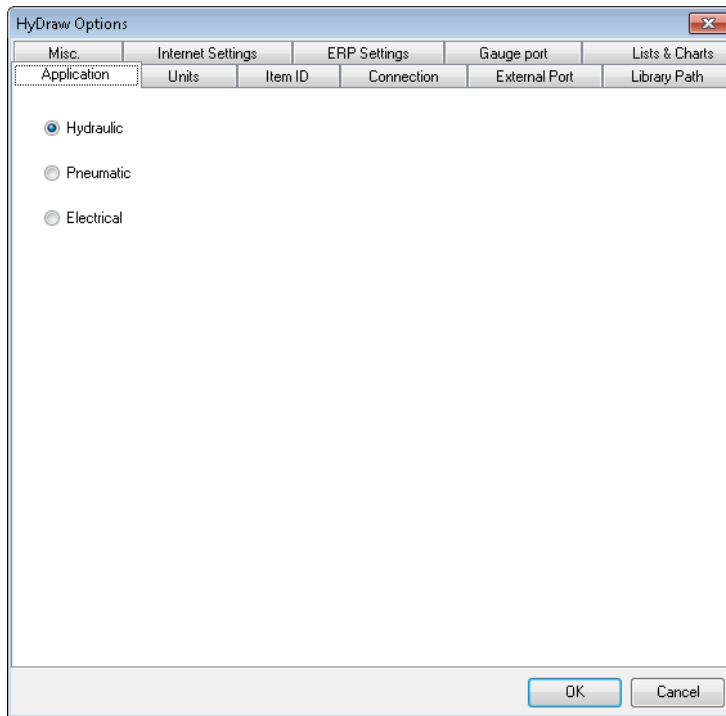 HyDraw Options
Misc. Internet Settings ERP Settings Gauge port Lists & Charts
Application Units Item ID Connection External Port Library Path
Hydraulic
Pneumatic
Electrical
OK Cancel